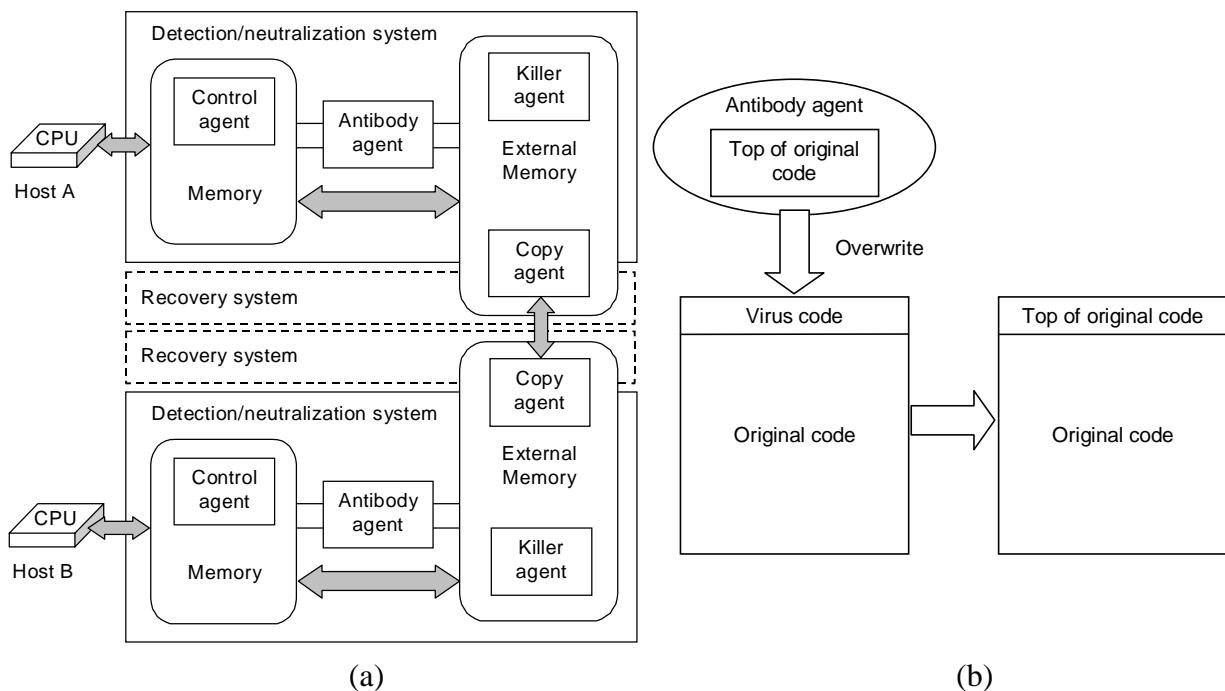 Detection/neutralization system
Killer
agent
Control
agent
Antibody
agent
CPU
External
Memory
Host A
Memory
Copy
agent
Recovery system
Recovery system
Copy
agent
Detection/neutralization system
External
Memory
Control
agent
Antibody
agent
CPU
Killer
agent
Host B
Memory
(a)
Antibody agent
Top of original
code
Overwrite
Virus code
Original code
Top of original code
Original code
(b)